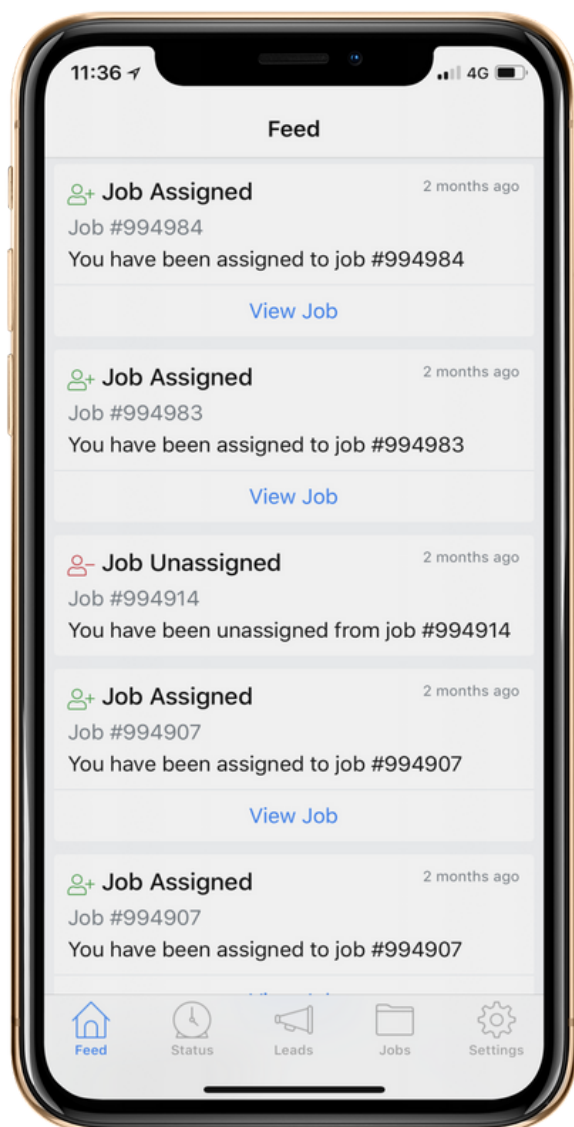 11:36
4G
Feed
Job Assigned
2 months ago
Job #994984
You have been assigned to job #994984
View Job
Job Assigned
2 months ago
Job #994983
You have been assigned to job #994983
View Job
Job Unassigned
2 months ago
Job #994914
You have been unassigned from job #994914
Job Assigned
2 months ago
Job #994907
You have been assigned to job #994907
View Job
Job Assigned
2 months ago
Job #994907
You have been assigned to job #994907
Feed
Status
Leads
Jobs
Settings